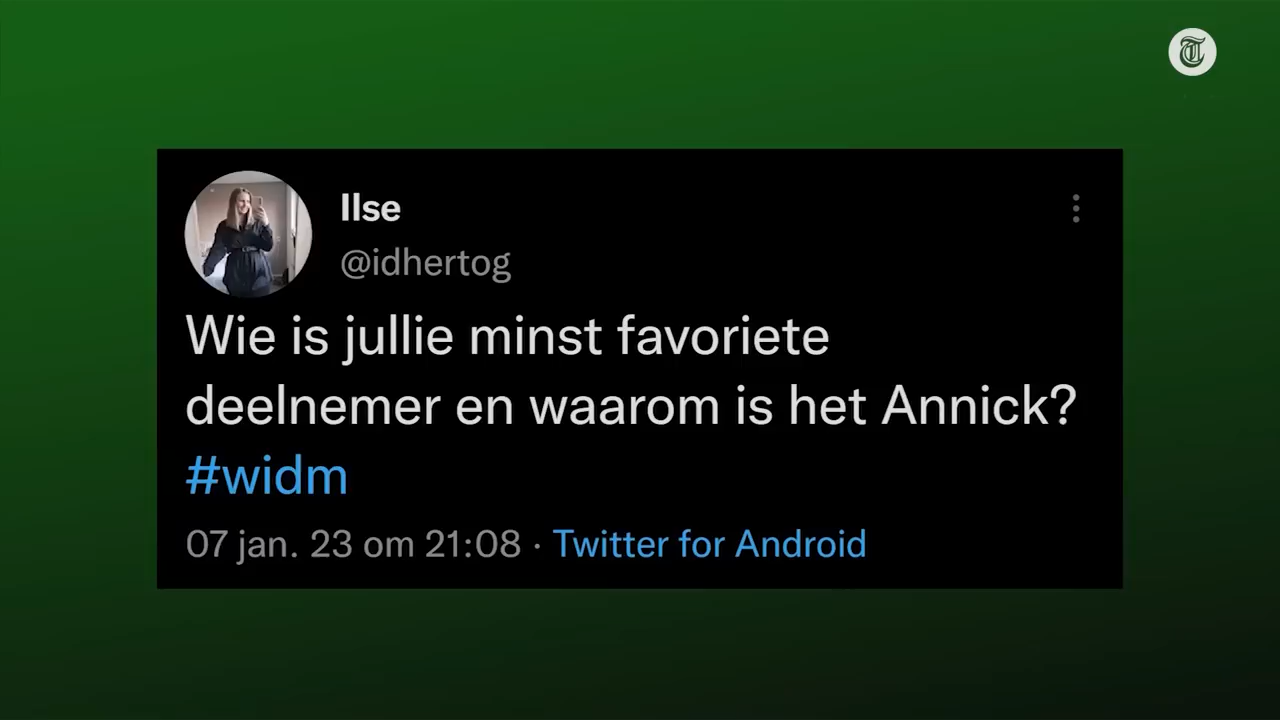 T
Ilse
@idhertog
Wie is jullie minst favoriete
deelnemer en waarom is het Annick?
#widm
07 jan. 23 om 21:08 · Twitter for Android